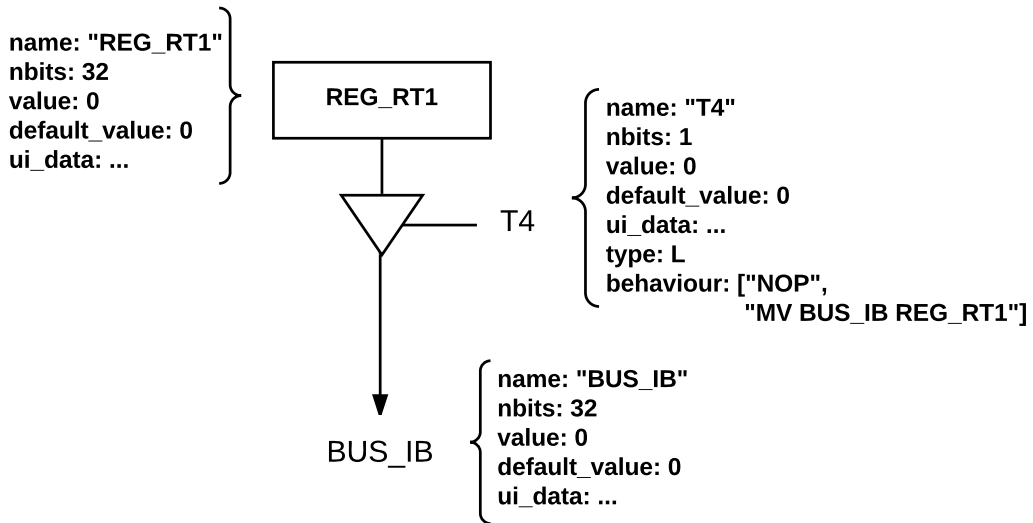 name: "REG_RT1"
nbits: 32
value: 0
default_value: 0
ui_data: ...
REG_RT1
name: "T4"
nbits: 1
value: 0
default_value: 0
ui_data: ...
type: L
behaviour: ["NOP",
"MV BUS_IB REG_RT1"]
T4
BUS_IB
name: "BUS_IB"
nbits: 32
value: 0
default_value: 0
ui_data: ...